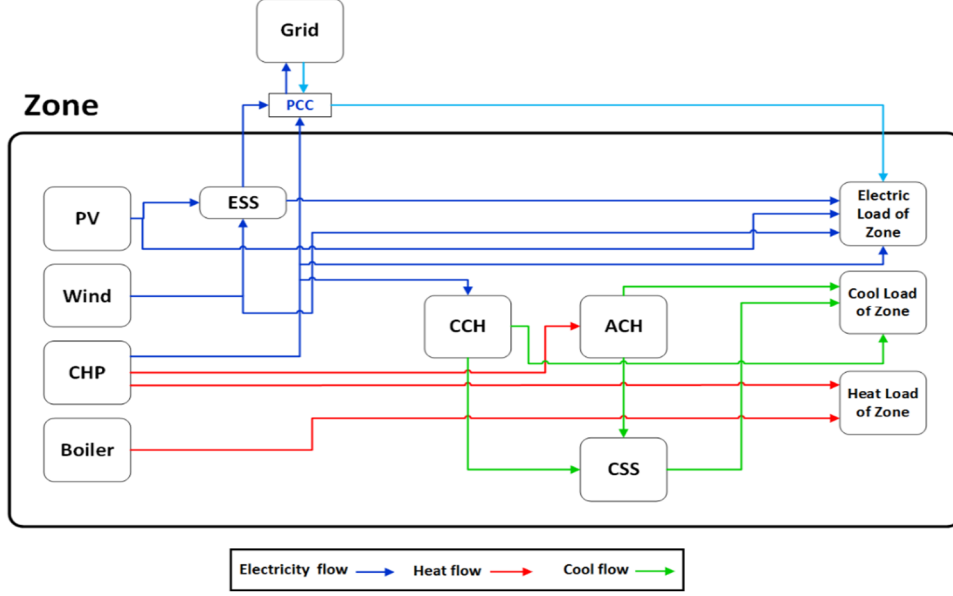 Grid
Zone
PCC
PV
ESS
Electric
Load of
Zone
Wind
CCH
ACH
Cool Load
of Zone
CHP
Heat Load
of Zone
Boiler
CSS
Electricity flow
Heat flow
Cool flow